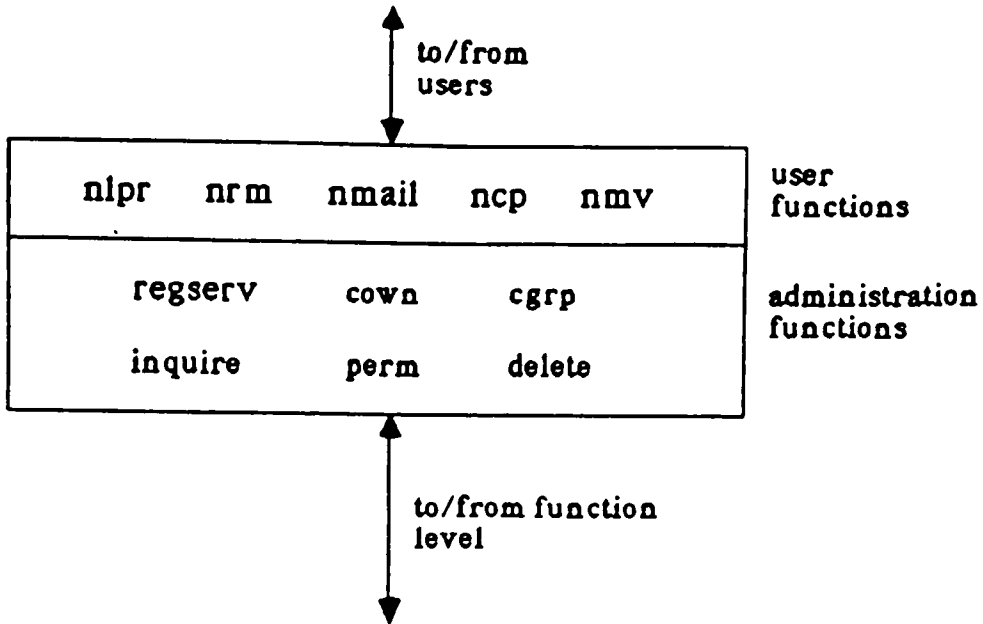 to/from
users
nlpr nrm nmail ncp nmv
user
functions
regserv cown cgrp
administration
functions
inquire perm delete
to/from function
level